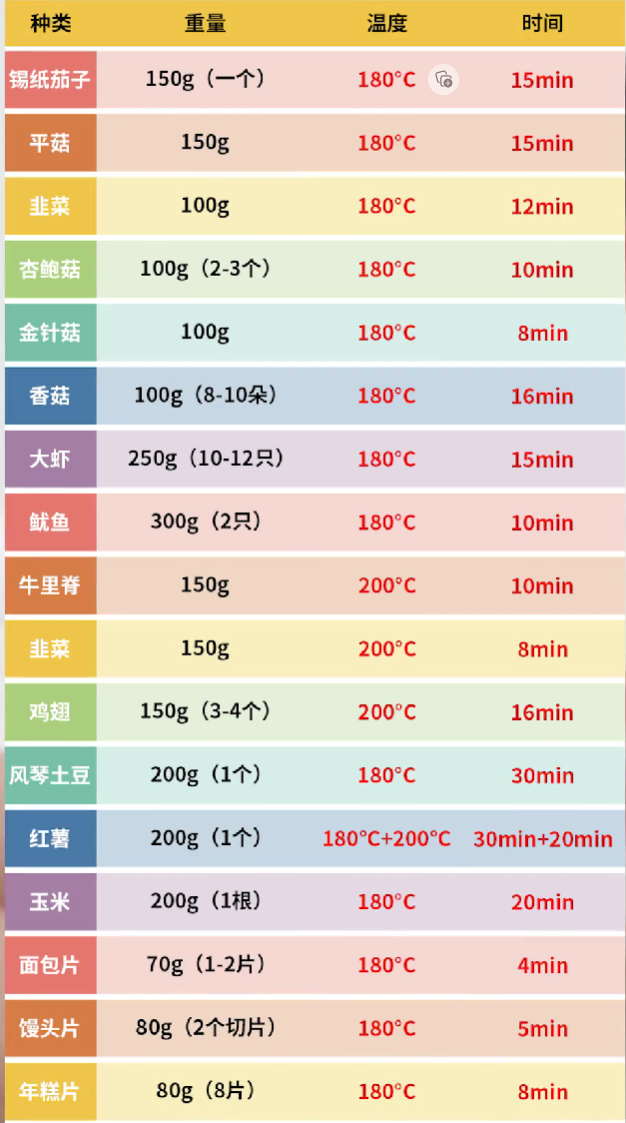 种类 重量 温度 时间
锡纸茄子 150g（一个） 180°C 15min
平菇 150g 180°C 15min
韭菜 100g 180°C 12min
杏鲍菇 100g（2-3个） 180°C 10min
金针菇 100g 180°C 8min
香菇 100g（8-10朵） 180°C 16min
大虾 250g（10-12只） 180°C 15min
鱿鱼 300g（2只） 180°C 10min
牛里脊 150g 200°C 10min
韭菜 150g 200°C 8min
鸡翅 150g（3-4个） 200°C 16min
风琴土豆 200g（1个） 180°C 30min
红薯 200g（1个） 180°C+200°C 30min+20min
玉米 200g（1根） 180°C 20min
面包片 70g（1-2片） 180°C 4min
馒头片 80g（2个切片） 180°C 5min
年糕片 80g（8片） 180°C 8min